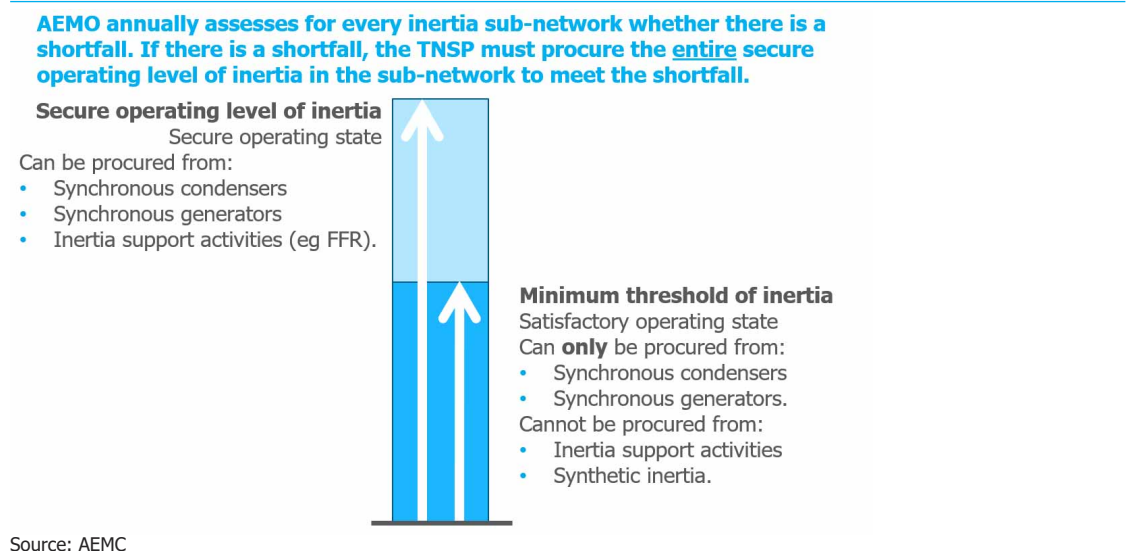 AEMO annually assesses for every inertia sub-network whether there is a
shortfall. If there is a shortfall, the TNSP must procure the entire secure
operating level of inertia in the sub-network to meet the shortfall.
Secure operating level of inertia
Secure operating state
Can be procured from:
• Synchronous condensers
• Synchronous generators
• Inertia support activities (eg FFR).
Minimum threshold of inertia
Satisfactory operating state
Can only be procured from:
• Synchronous condensers
• Synchronous generators.
Cannot be procured from:
• Inertia support activities
• Synthetic inertia.
Source: AEMC